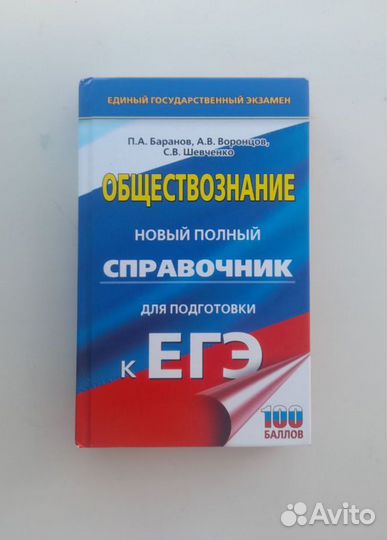 ЕДИНЫЙ ГОСУДАРСТВЕННЫЙ ЭКЗАМЕН
П.А. Баранов, А.В. Воронцов,
С.В. Шевченко
ОБЩЕСТВОЗНАНИЕ
НОВЫЙ ПОЛНЫЙ
СПРАВОЧНИК
ДЛЯ ПОДГОТОВКИ
К ЕГЭ
100
БАЛЛОВ
Avito